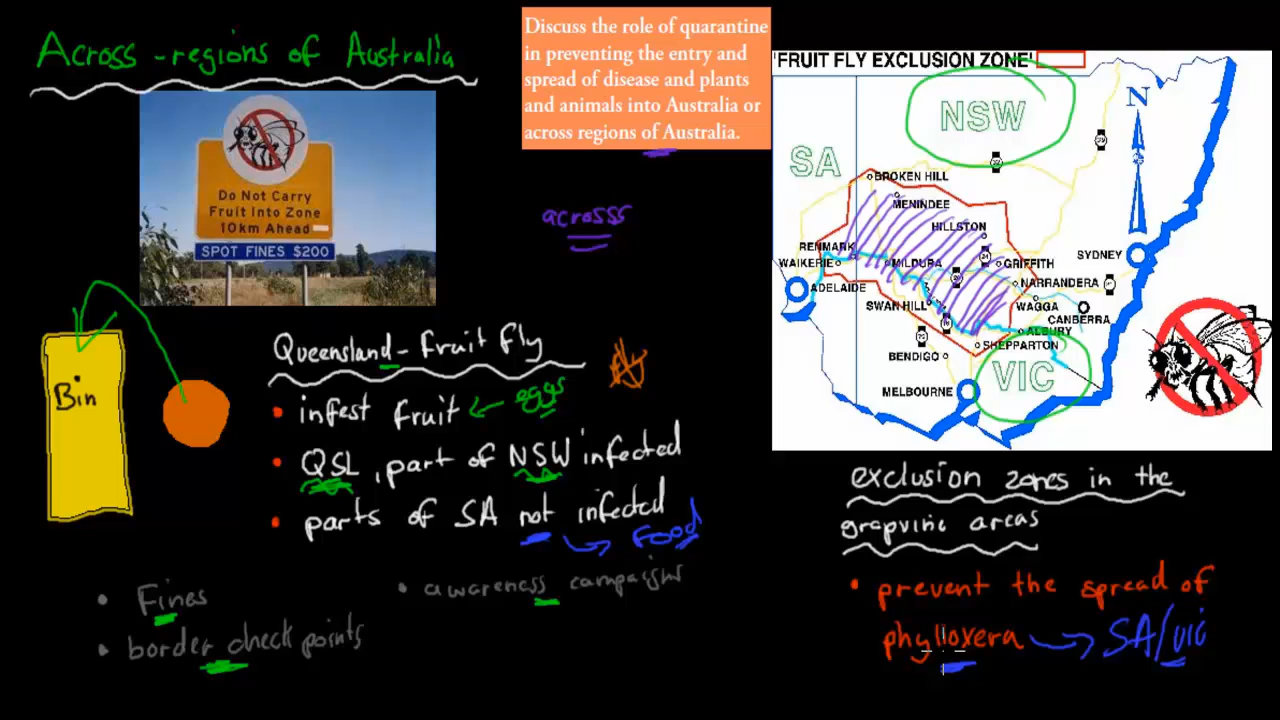 Across - regions of Australia
Discuss the role of quarantine
in preventing the entry and
spread of disease and plants
and animals into Australia or
across regions of Australia.
acrosss
Do Not Carry
Fruit Into Zone
10km Ahead
SPOT FINES $200
'FRUIT FLY EXCLUSION ZONE'
NSW
N
SA
BROKEN HILL
MENINDEE
HILLSTON
SYDNEY
RENMARK
WAIKERIE
MILDURA
GRIFFITH
ADELAIDE
NARRANDERA
SWAN HILL
WAGGA
CANBERRA
ALBURY
SHEPPARTON
BENDIGO
VIC
MELBOURNE
Bin
Queensland - fruit fly
• infest fruit ← eggs
• QSL, part of NSW infected
• parts of SA not infected
→ Food
• Fines
• awareness campaigns
• border check points
exclusion zones in the
grapvine areas
• prevent the spread of
phylloxera → SA/vic